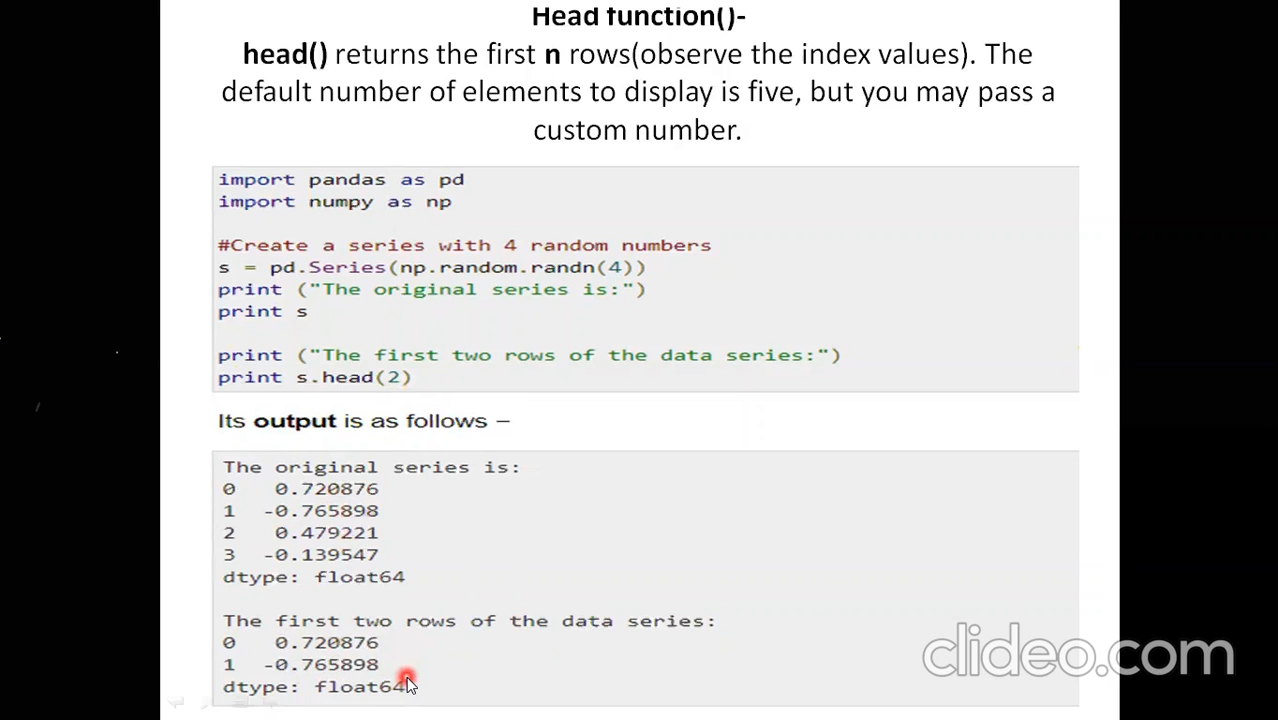 Head function()-
head() returns the first n rows(observe the index values). The
default number of elements to display is five, but you may pass a
custom number.
import pandas as pd
import numpy as np
#Create a series with 4 random numbers
s = pd.Series(np.random.randn(4))
print ("The original series is:")
print s
print ("The first two rows of the data series:")
print s.head(2)
Its output is as follows –
The original series is:
0 0.720876
1 -0.765898
2 0.479221
3 -0.139547
dtype: float64
The first two rows of the data series:
0 0.720876
1 -0.765898
dtype: float64
clideo.com